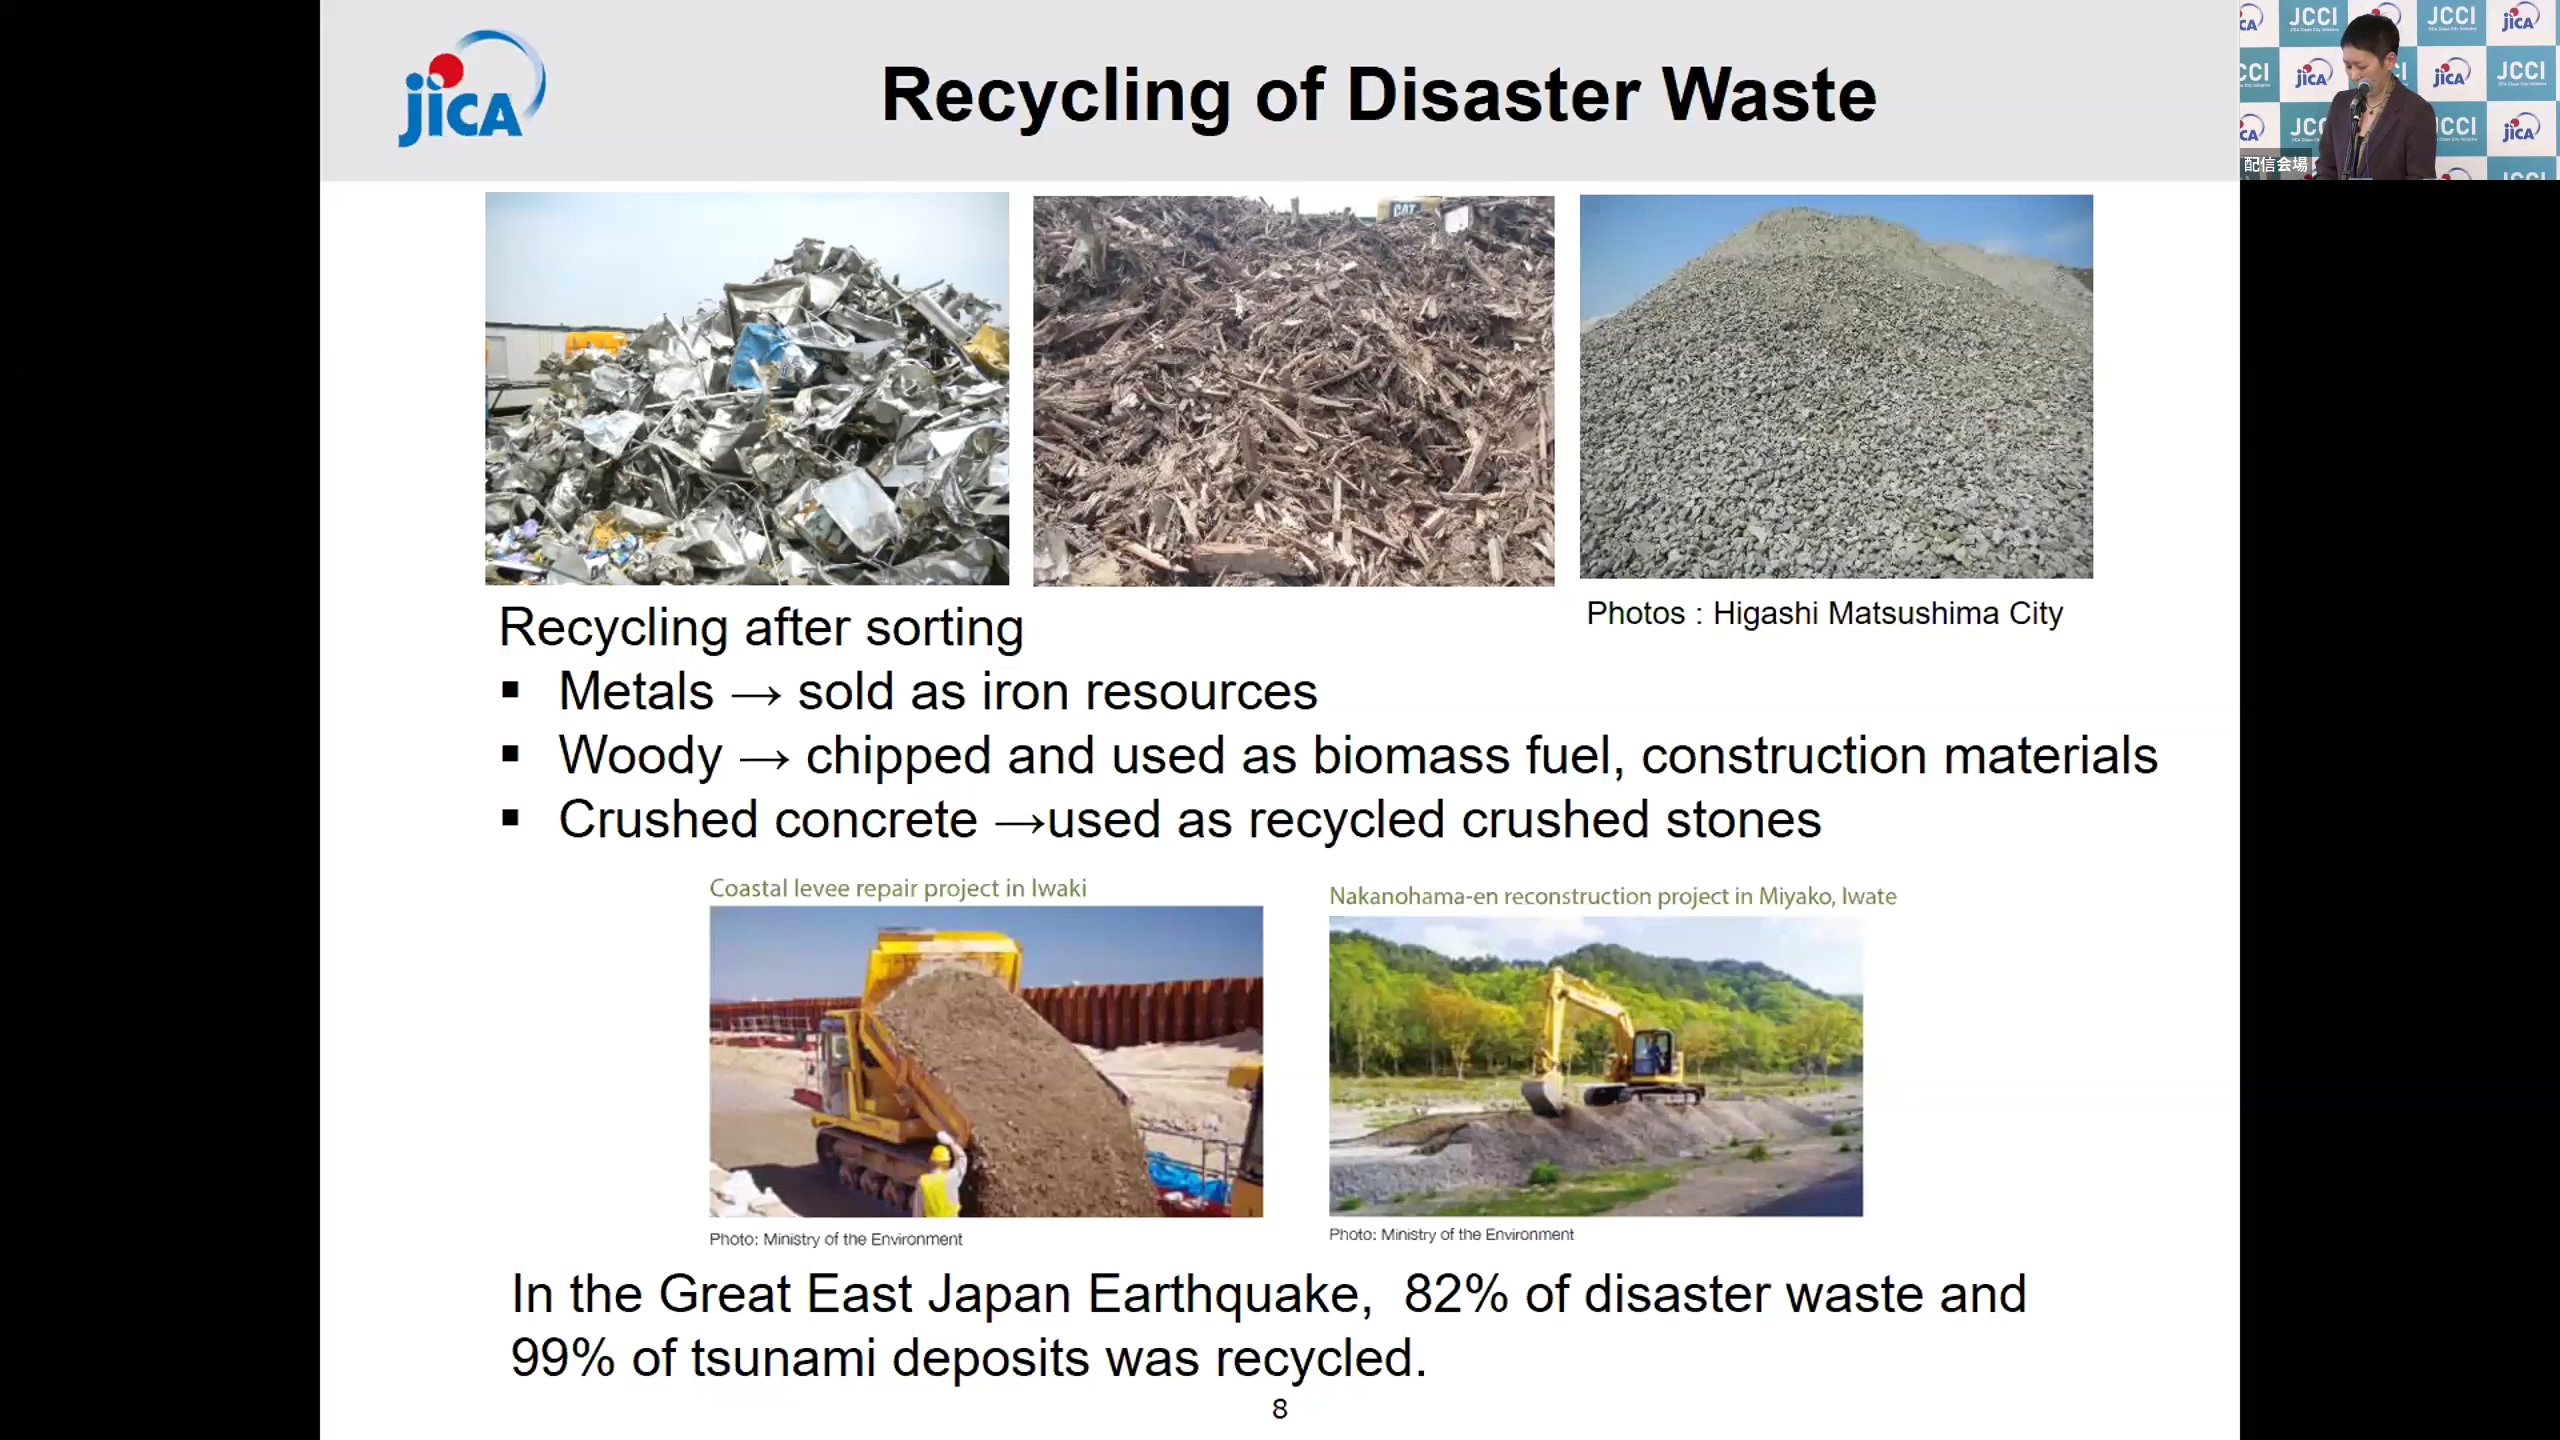 JICA
Recycling of Disaster Waste
JCCI
JICA
JCCI
JICA
JICA
JCCI
JICA
JCCI
JICA
配信会場
CAT
Photos : Higashi Matsushima City
Recycling after sorting
▪ Metals → sold as iron resources
▪ Woody → chipped and used as biomass fuel, construction materials
▪ Crushed concrete →used as recycled crushed stones
Coastal levee repair project in Iwaki
Nakanohama-en reconstruction project in Miyako, Iwate
Photo: Ministry of the Environment
Photo: Ministry of the Environment
In the Great East Japan Earthquake, 82% of disaster waste and
99% of tsunami deposits was recycled.
8